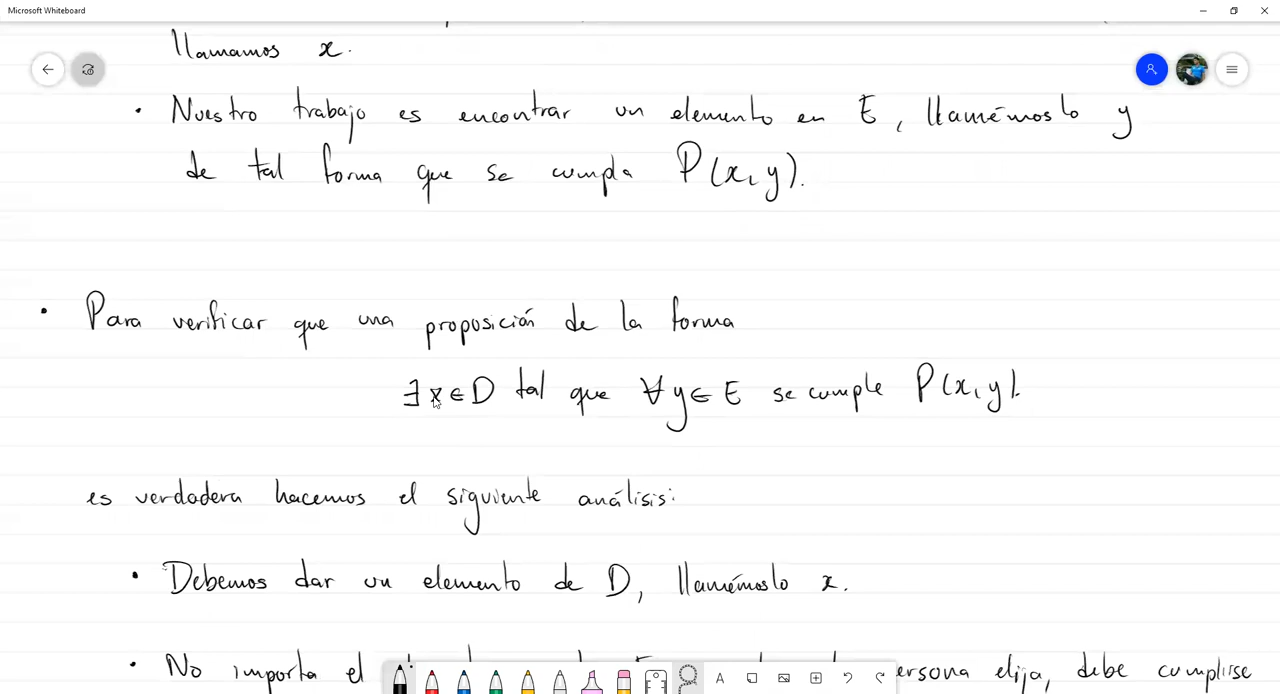 Microsoft Whiteboard
llamamos x.
• Nuestro trabajo es encontrar un elemento en E, llamémoslo y
de tal forma que se cumpla P(x, y).
• Para verificar que una proposición de la forma
∃ x ∈ D tal que ∀ y ∈ E se cumple P(x, y).
es verdadera hacemos el siguiente análisis:
• Debemos dar un elemento de D, llamémoslo x.
• No importa el persona elija, debe cumplirse